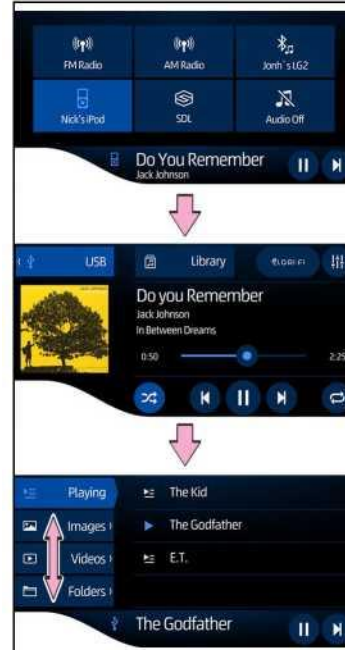 FM Radio
AM Radio
Jonh`s LG2
Nick's iPod
SDL
Audio Off
Do You Remember
Jack Johnson
USB
Library
Do you Remember
Jack Johnson
In Between Dreams
0:50
2:25
Playing
The Kid
Images
The Godfather
Videos
E.T.
Folders
The Godfather